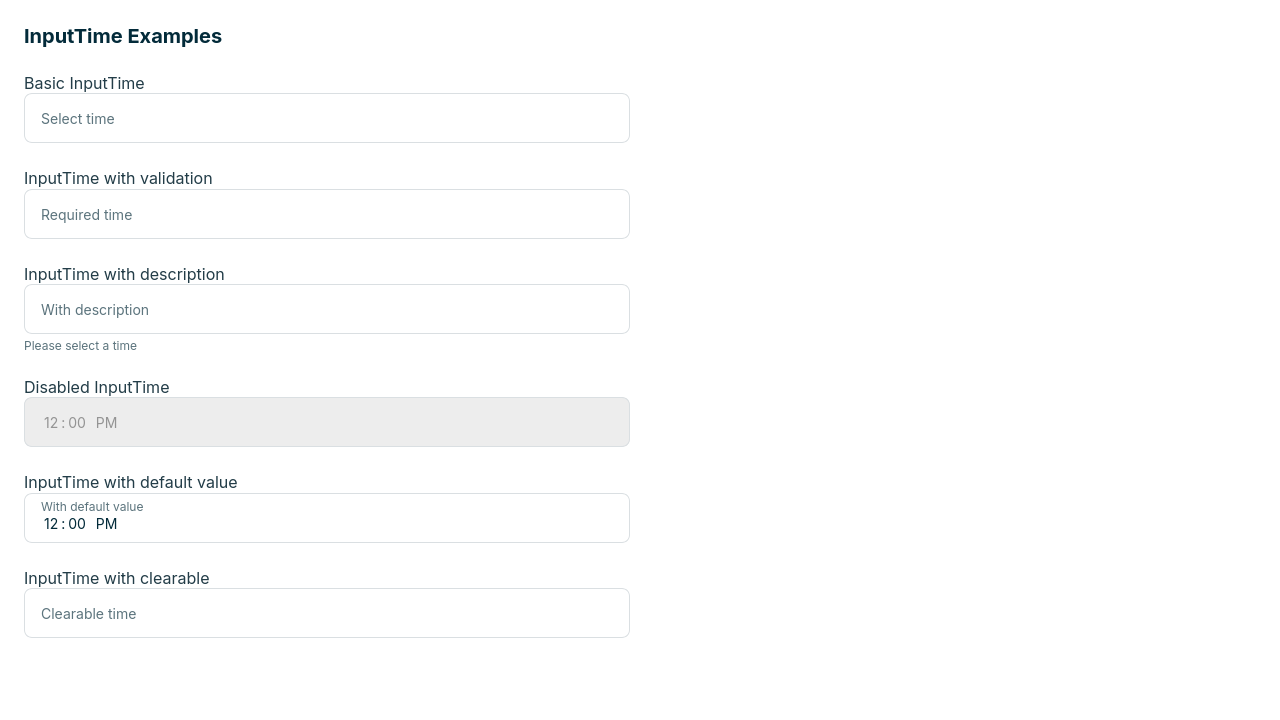 InputTime Examples
Basic InputTime
Select time
InputTime with validation
Required time
InputTime with description
With description
Please select a time
Disabled InputTime
12 : 00 PM
InputTime with default value
With default value
12 : 00 PM
InputTime with clearable
Clearable time